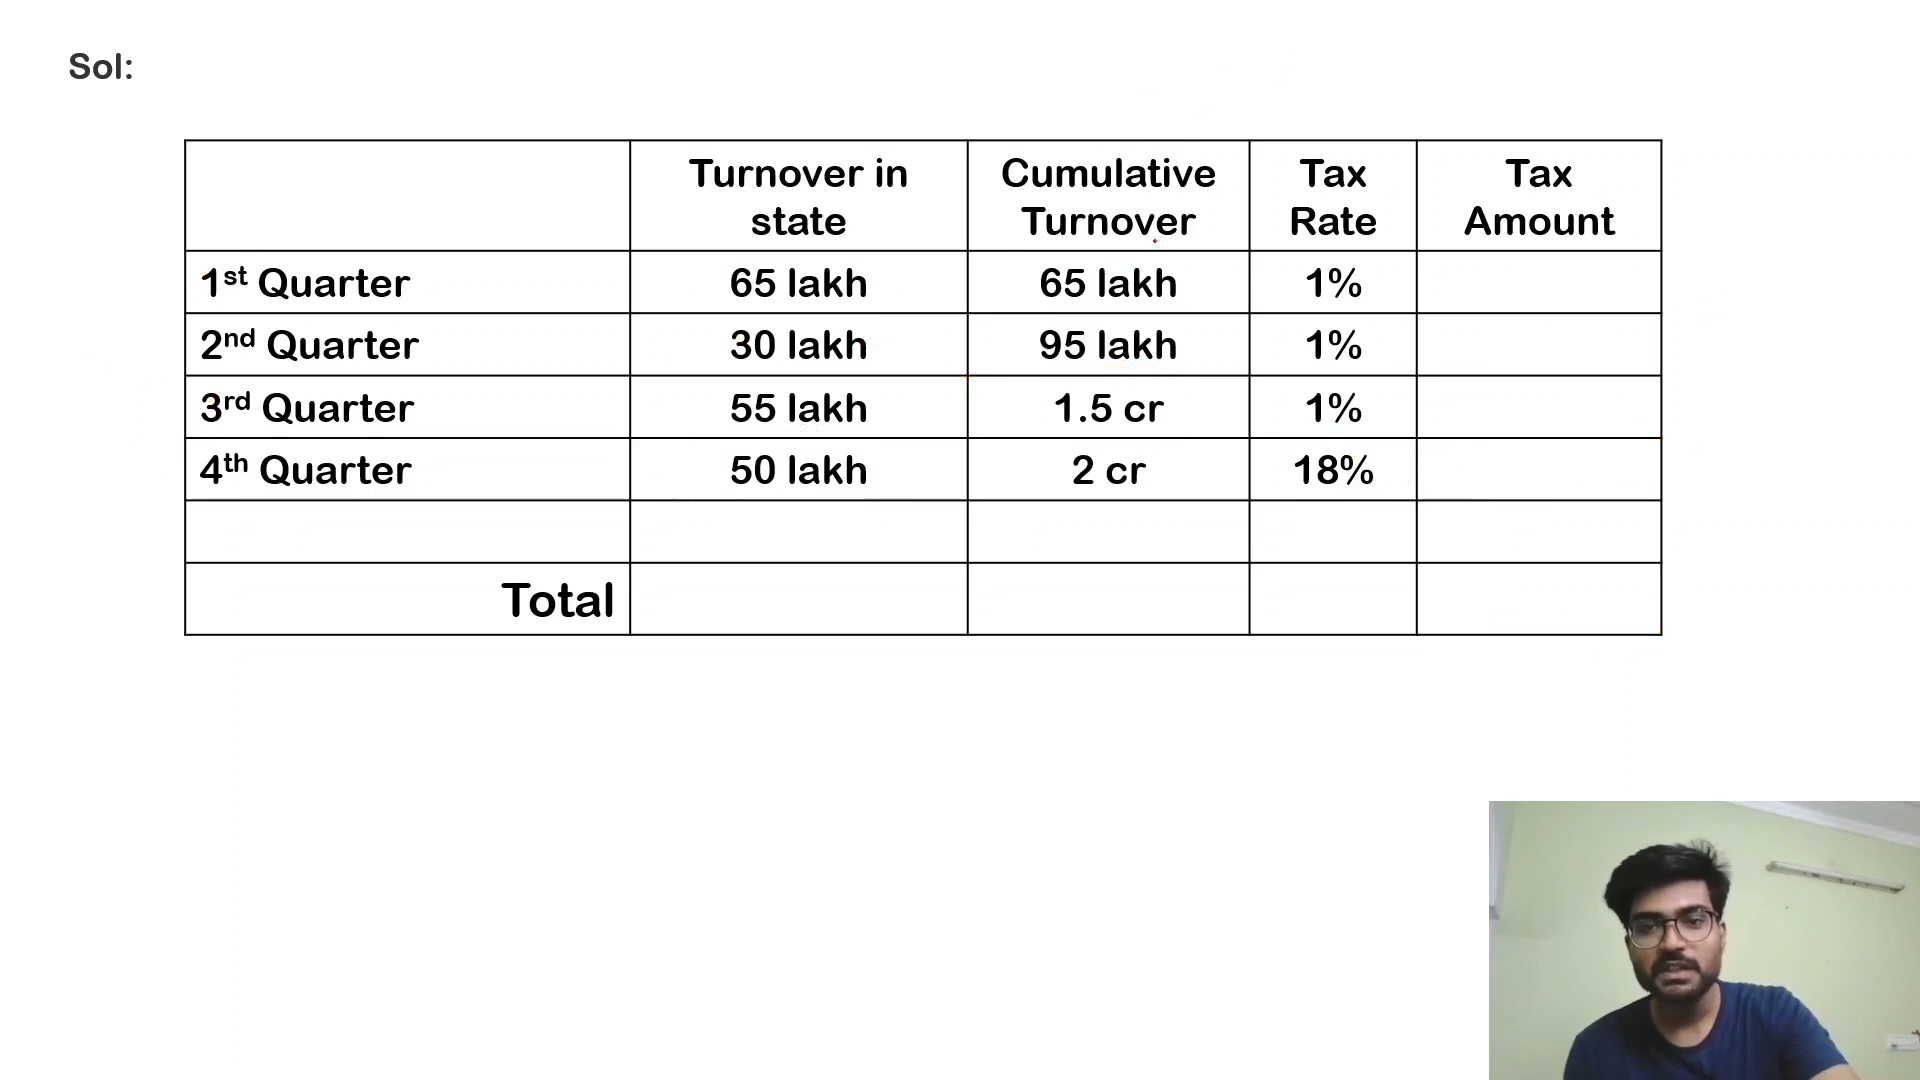 Sol:
Turnover in state Cumulative Turnover Tax Rate Tax Amount
1st Quarter 65 lakh 65 lakh 1%
2nd Quarter 30 lakh 95 lakh 1%
3rd Quarter 55 lakh 1.5 cr 1%
4th Quarter 50 lakh 2 cr 18%
Total